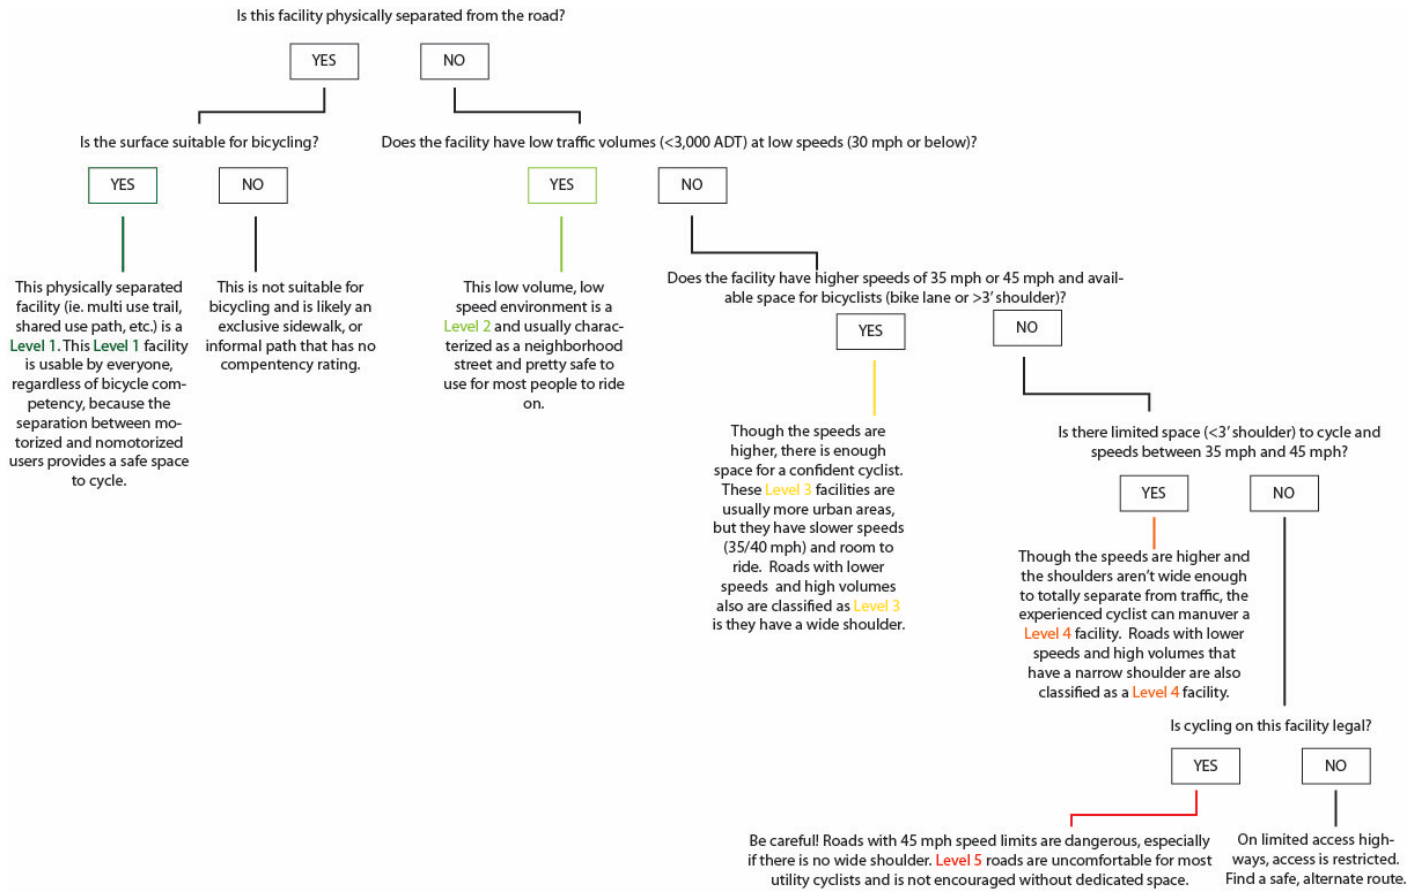 Is this facility physically separated from the road?
YES
NO
Is the surface suitable for bicycling?
Does the facility have low traffic volumes (<3,000 ADT) at low speeds (30 mph or below)?
YES
NO
YES
NO
This physically separated
facility (ie. multi use trail,
shared use path, etc.) is a
Level 1. This Level 1 facility
is usable by everyone,
regardless of bicycle com-
petency, because the
separation between mo-
torized and nomotorized
users provides a safe space
to cycle.
This is not suitable for
bicycling and is likely an
exclusive sidewalk, or
informal path that has no
compentency rating.
This low volume, low
speed environment is a
Level 2 and usually charac-
terized as a neighborhood
street and pretty safe to
use for most people to ride
on.
Does the facility have higher speeds of 35 mph or 45 mph and avail-
able space for bicyclists (bike lane or >3' shoulder)?
YES
NO
Though the speeds are
higher, there is enough
space for a confident cyclist.
These Level 3 facilities are
usually more urban areas,
but they have slower speeds
(35/40 mph) and room to
ride. Roads with lower
speeds and high volumes
also are classified as Level 3
is they have a wide shoulder.
Is there limited space (<3' shoulder) to cycle and
speeds between 35 mph and 45 mph?
YES
NO
Though the speeds are higher and
the shoulders aren't wide enough
to totally separate from traffic, the
experienced cyclist can manuver a
Level 4 facility. Roads with lower
speeds and high volumes that
have a narrow shoulder are also
classified as a Level 4 facility.
Is cycling on this facility legal?
YES
NO
Be careful! Roads with 45 mph speed limits are dangerous, especially
if there is no wide shoulder. Level 5 roads are uncomfortable for most
utility cyclists and is not encouraged without dedicated space.
On limited access high-
ways, access is restricted.
Find a safe, alternate route.